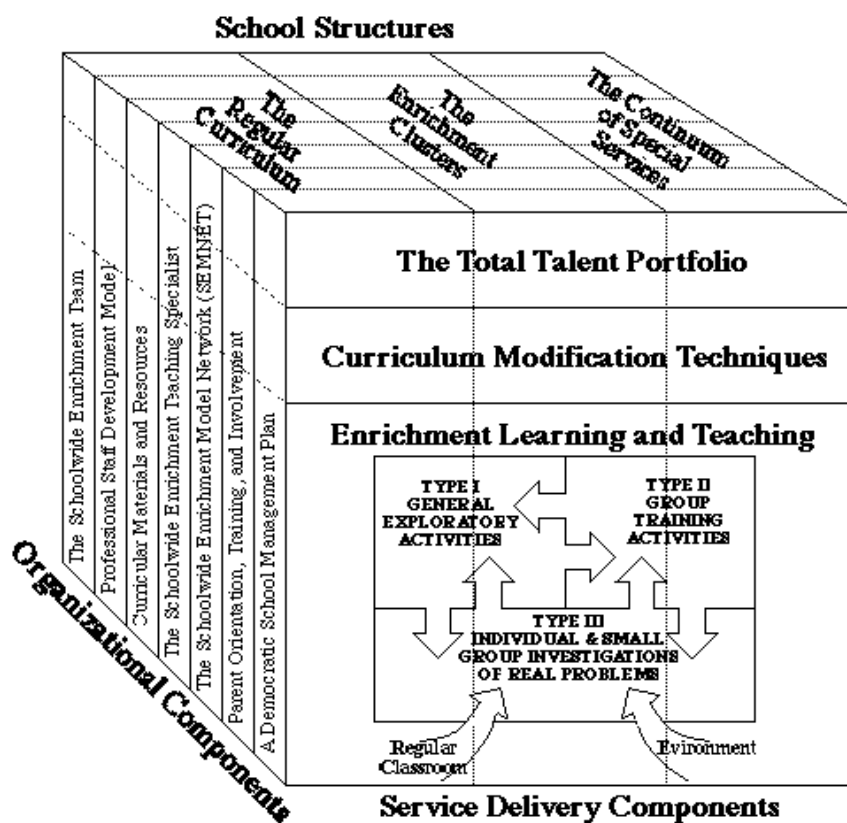 School Structures
The
Regular
Curriculum
The
Enrichment
Clusters
The Continuum
of Special
Services
The Schoolwide Enrichment Team
Professional Staff Development Model
Curricular Materials and Resources
The Schoolwide Enrichment Teaching Specialist
The Schoolwide Enrichment Model Network (SEMNET)
Parent Orientation, Training, and Involvement
A Democratic School Management Plan
Organizational Components
The Total Talent Portfolio
Curriculum Modification Techniques
Enrichment Learning and Teaching
TYPE I
GENERAL
EXPLORATORY
ACTIVITIES
TYPE II
GROUP
TRAINING
ACTIVITIES
TYPE III
INDIVIDUAL & SMALL
GROUP INVESTIGATIONS
OF REAL PROBLEMS
Regular
Classroom
Evironment
Service Delivery Components